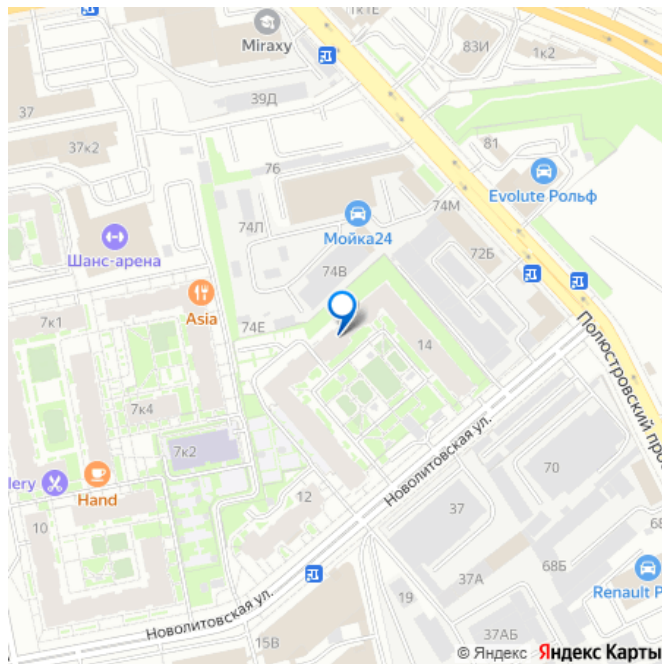 1к1Е
Miraxy
83И
1к2
39Д
37
37к2
81
76
Evolute Рольф
74М
74Л
Мойка24
Шанс-арена
72Б
74В
Asia
7к1
74Е
14
Полюстровский про
7к4
Новолитовская ул.
7к2
lery
Hand
70
12
37
10
68
68Б
37А
Renault Р
19
Новолитовская ул.
15В
37АБ
© Яндекс Яндекс Карты